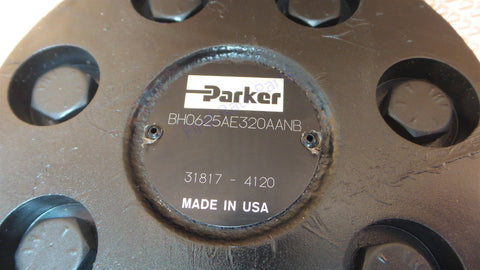 Parker
BH0625AE320AANB
31817 - 4120
MADE IN USA